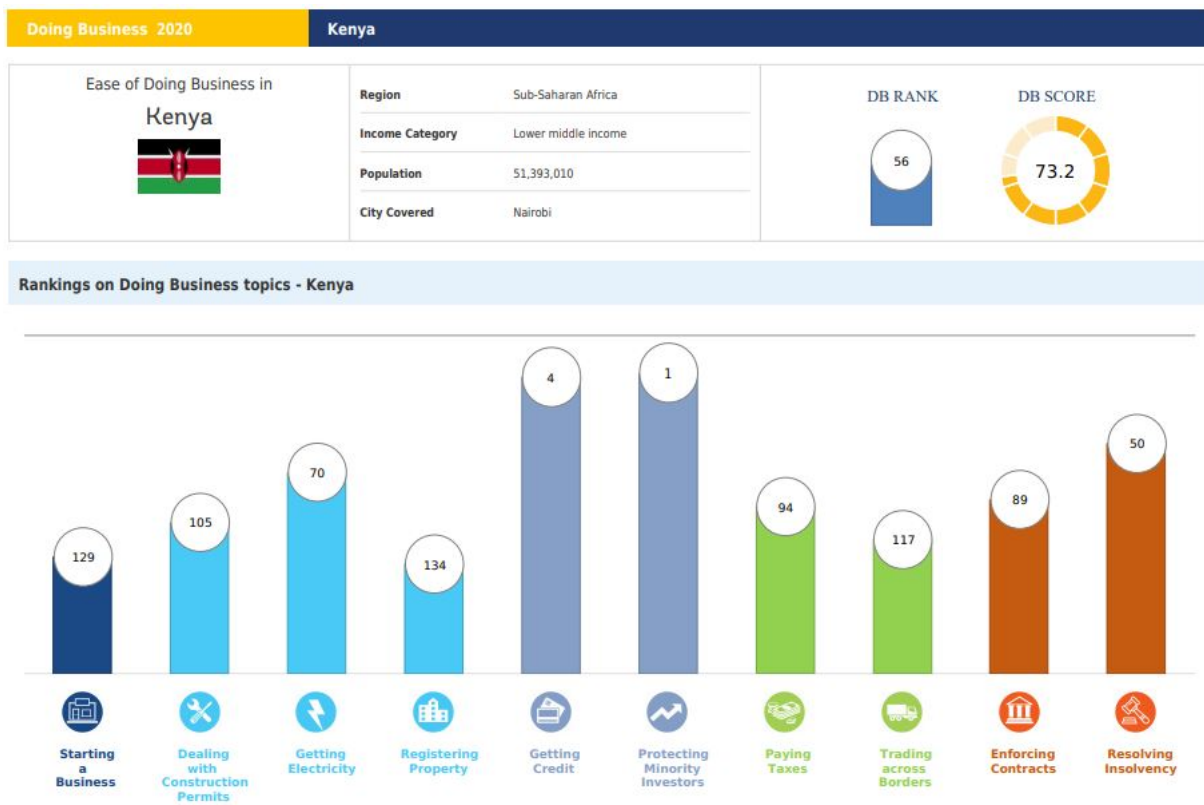 Doing Business 2020
Kenya
Ease of Doing Business in
Kenya
Region Sub-Saharan Africa
Income Category Lower middle income
Population 51,393,010
City Covered Nairobi
DB RANK
56
DB SCORE
73.2
Rankings on Doing Business topics - Kenya
129
105
70
134
4
1
94
117
89
50
Starting
a
Business
Dealing
with
Construction
Permits
Getting
Electricity
Registering
Property
Getting
Credit
Protecting
Minority
Investors
Paying
Taxes
Trading
across
Borders
Enforcing
Contracts
Resolving
Insolvency